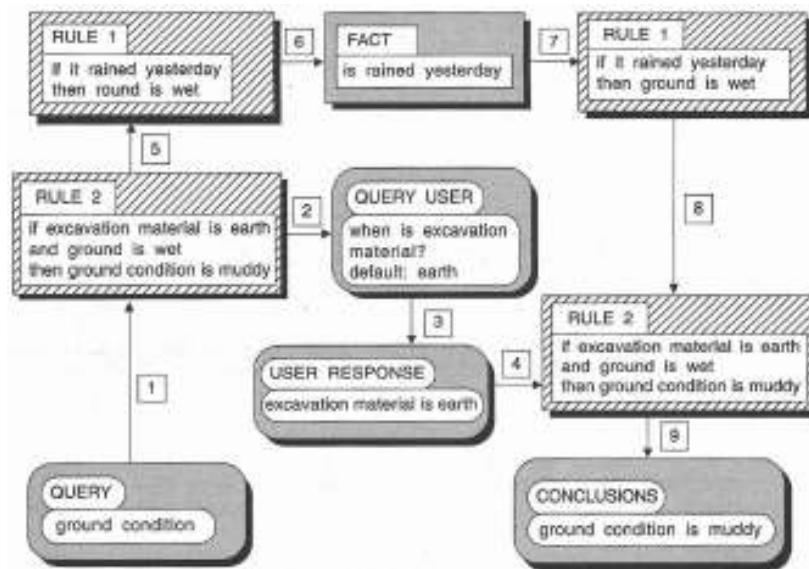 RULE 1
if it rained yesterday
then round is wet
6
FACT
is rained yesterday
7
RULE 1
if it rained yesterday
then ground is wet
5
RULE 2
if excavation material is earth
and ground is wet
then ground condition is muddy
2
QUERY USER
when is excavation
material?
default: earth
8
3
USER RESPONSE
excavation material is earth
4
RULE 2
if excavation material is earth
and ground is wet
then ground condition is muddy
1
9
QUERY
ground condition
CONCLUSIONS
ground condition is muddy